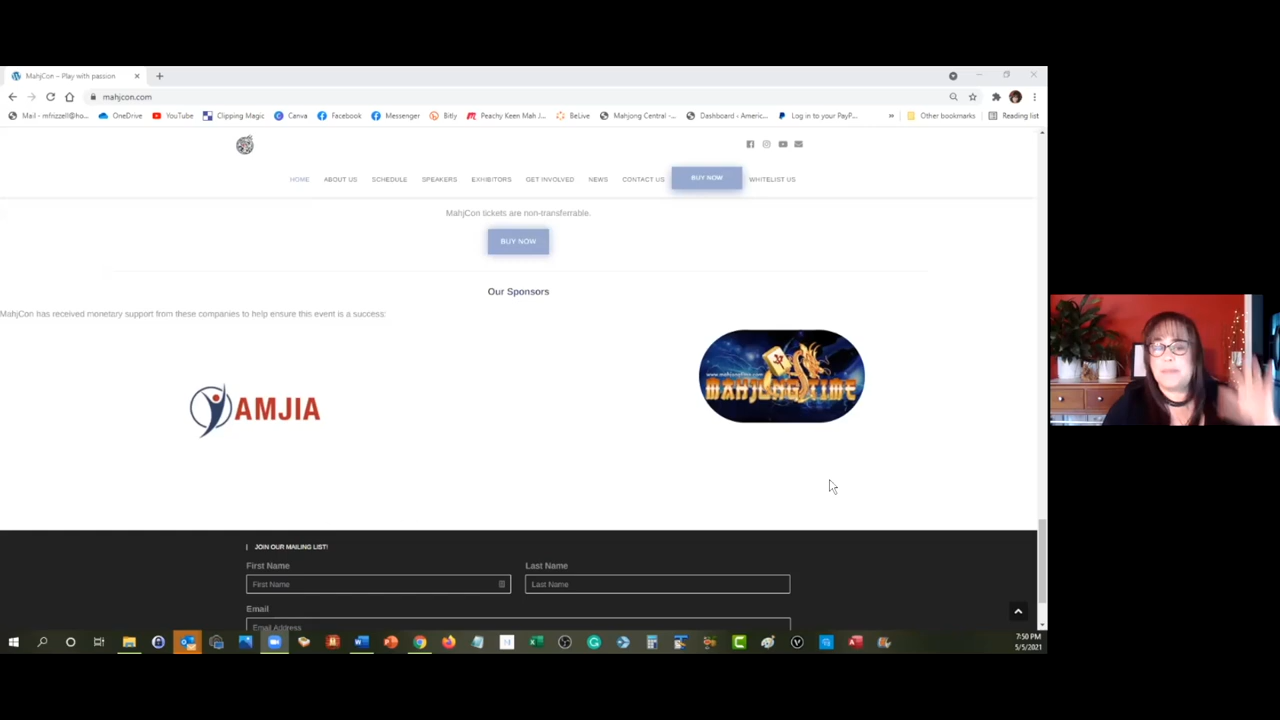 MahjCon – Play with passion
mahjcon.com
Mail - mfrizzell@ho... OneDrive YouTube Clipping Magic Canva Facebook Messenger Bitly Peachy Keen Mah J... BeLive Mahjong Central -... Dashboard ‹ Americ... Log in to your PayP... » Other bookmarks Reading list
HOME ABOUT US SCHEDULE SPEAKERS EXHIBITORS GET INVOLVED NEWS CONTACT US BUY NOW WHITELIST US
MahjCon tickets are non-transferrable.
BUY NOW
Our Sponsors
MahjCon has received monetary support from these companies to help ensure this event is a success:
www.mahjongtime.com
MAHJONG TIME
AMJIA
JOIN OUR MAILING LIST!
First Name Last Name
First Name Last Name
Email
Email Address
7:50 PM
5/5/2021